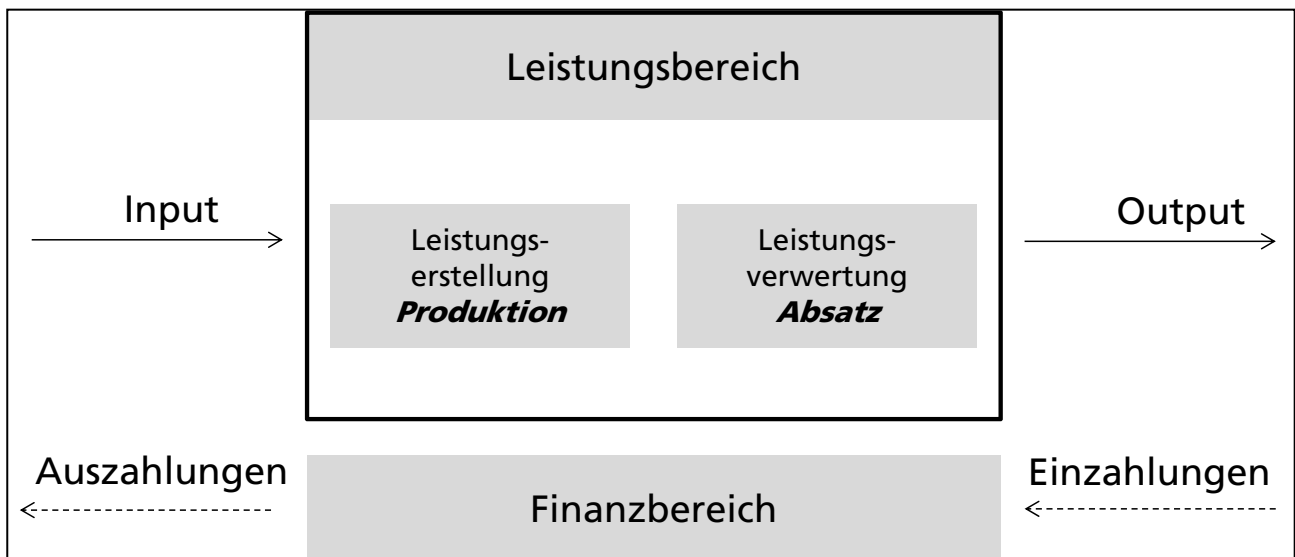 Leistungsbereich
Input
Output
Leistungs-
erstellung
Produktion
Leistungs-
verwertung
Absatz
Auszahlungen
Einzahlungen
Finanzbereich